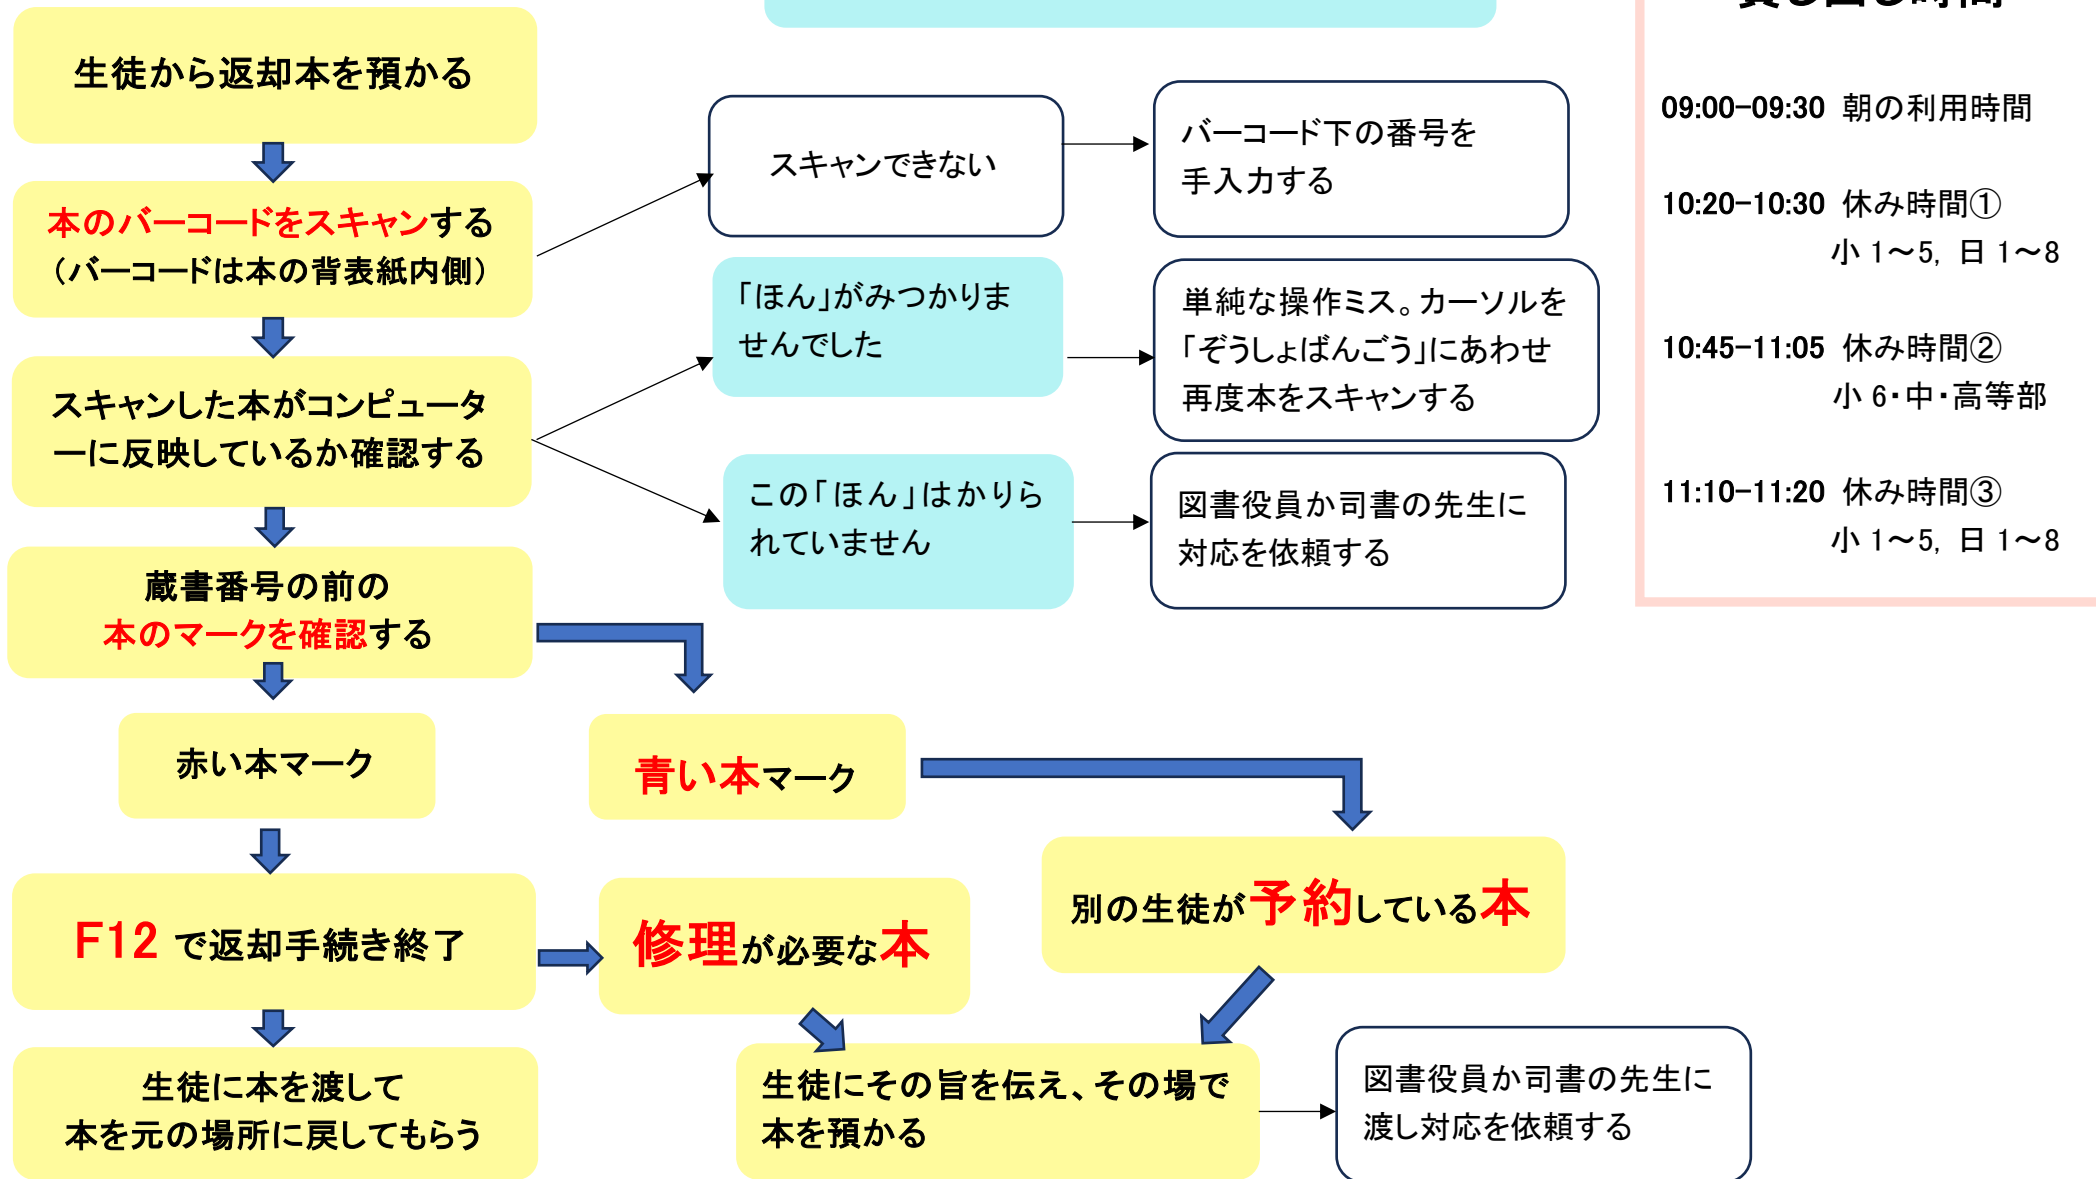 生徒から返却本を預かる
本のバーコードをスキャンする
（バーコードは本の背表紙内側）
スキャンした本がコンピュータ
ーに反映しているか確認する
蔵書番号の前の
本のマークを確認する
赤い本マーク
F12 で返却手続き終了
生徒に本を渡して
本を元の場所に戻してもらう
スキャンできない
バーコード下の番号を
手入力する
「ほん」がみつかりま
せんでした
単純な操作ミス。カーソルを
「ぞうしょばんごう」にあわせ
再度本をスキャンする
この「ほん」はかりら
れていません
図書役員か司書の先生に
対応を依頼する
青い本マーク
修理が必要な本
別の生徒が予約している本
生徒にその旨を伝え、その場で
本を預かる
図書役員か司書の先生に
渡し対応を依頼する
貸し出し時間
09:00-09:30 朝の利用時間
10:20-10:30 休み時間①
小 1～5, 日 1～8
10:45-11:05 休み時間②
小 6・中・高等部
11:10-11:20 休み時間③
小 1～5, 日 1～8